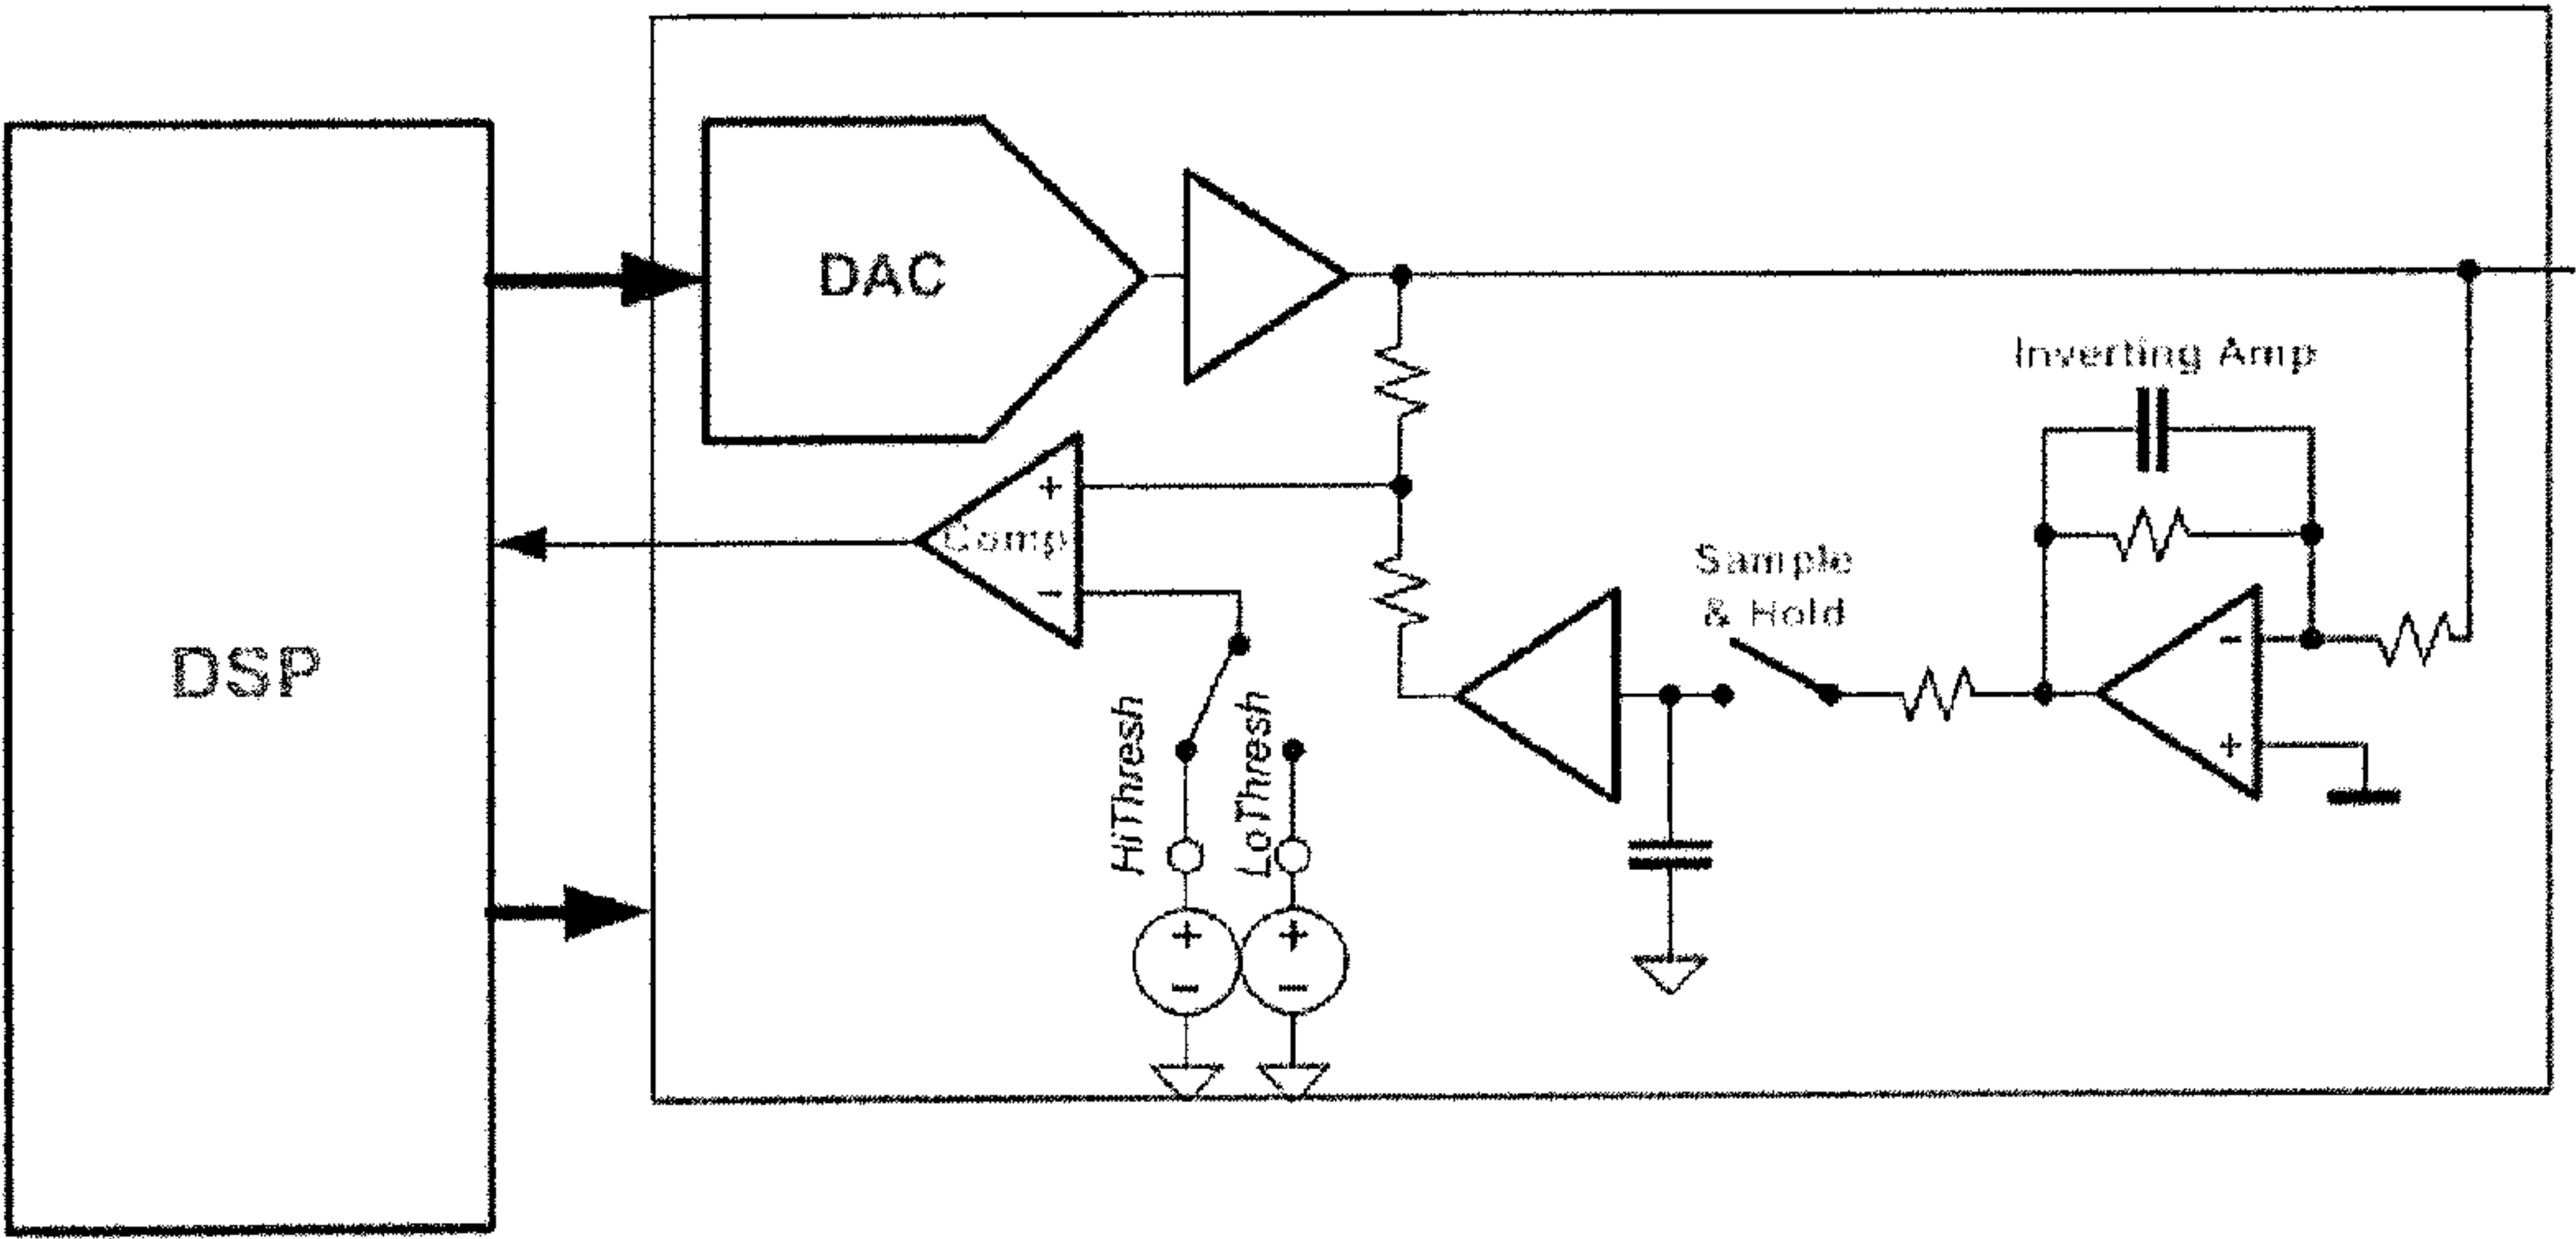 DAC
Inverting Amp
+
Comp
−
Sample
& Hold
DSP
HiThresh
LoThresh
−
+
+
−
+
−